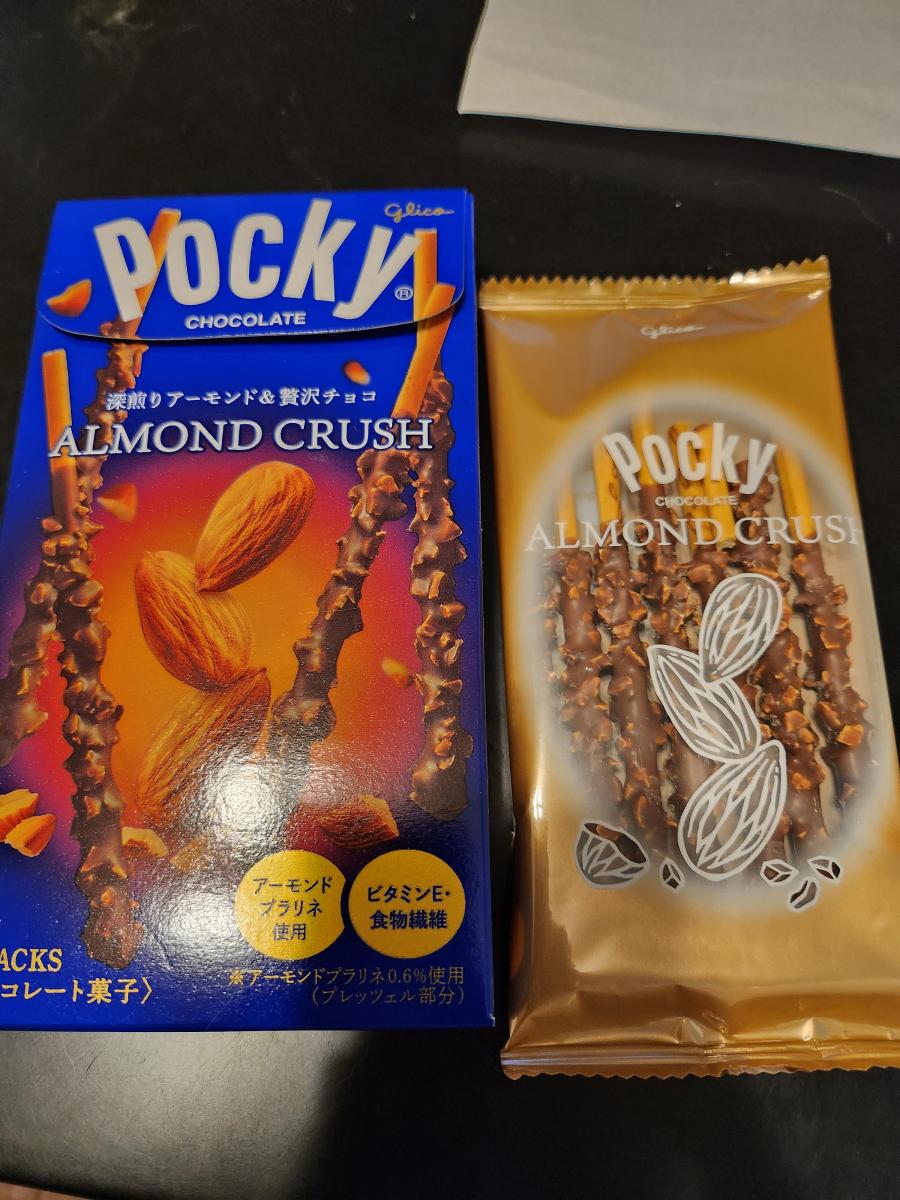 Glico
Pocky®
CHOCOLATE
深煎りアーモンド&贅沢チョコ
ALMOND CRUSH
アーモンド
プラリネ
使用
ビタミンE・
食物繊維
ACKS
コレート菓子〉
※アーモンドプラリネ0.6%使用
(プレッツェル部分)
Glico
Pocky®
CHOCOLATE
ALMOND CRUSH